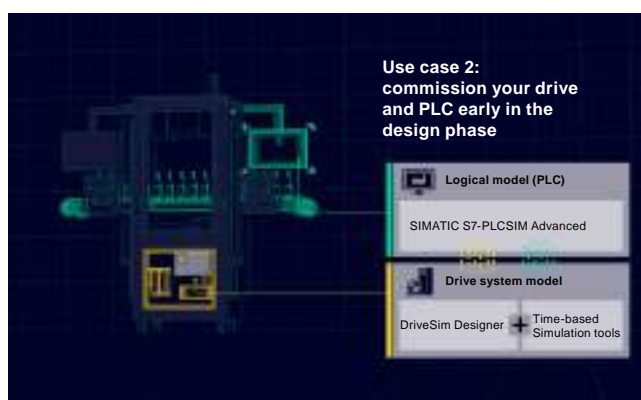 Use case 2:
commission your drive
and PLC early in the
design phase
Logical model (PLC)
SIMATIC S7-PLCSIM Advanced
Drive system model
DriveSim Designer
Time-based
Simulation tools